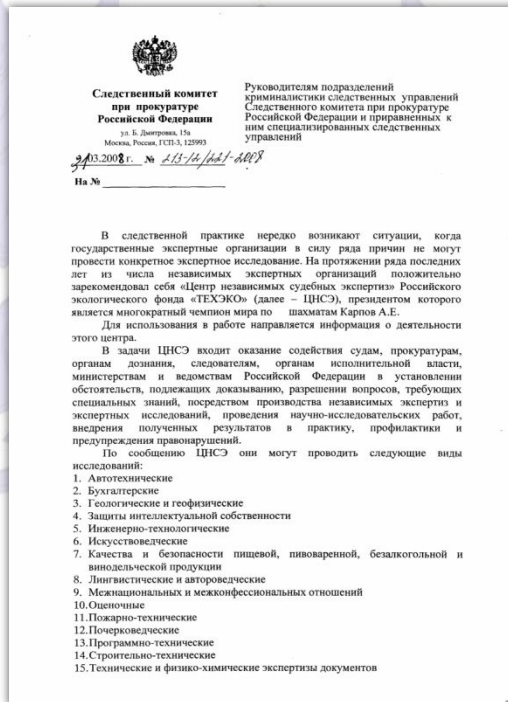 Следственный комитет
при прокуратуре
Российской Федерации
ул. Б. Дмитровка, 15а
Москва, Россия, ГСП-3, 125993
03.2008 г. № 213-12/221-2008
На №
Руководителям подразделений
криминалистики следственных управлений
Следственного комитета при прокуратуре
Российской Федерации и приравненных к
ним специализированных следственных
управлений
В следственной практике нередко возникают ситуации, когда
государственные экспертные организации в силу ряда причин не могут
провести конкретное экспертное исследование. На протяжении ряда последних
лет из числа независимых экспертных организаций положительно
зарекомендовал себя «Центр независимых судебных экспертиз» Российского
экологического фонда «ТЕХЭКО» (далее – ЦНСЭ), президентом которого
является многократный чемпион мира по шахматам Карпов А.Е.
Для использования в работе направляется информация о деятельности
этого центра.
В задачи ЦНСЭ входит оказание содействия судам, прокуратурам,
органам дознания, следователям, органам исполнительной власти,
министерствам и ведомствам Российской Федерации в установлении
обстоятельств, подлежащих доказыванию, разрешении вопросов, требующих
специальных знаний, посредством производства независимых экспертиз и
экспертных исследований, проведения научно-исследовательских работ,
внедрения полученных результатов в практику, профилактики и
предупреждения правонарушений.
По сообщению ЦНСЭ они могут проводить следующие виды
исследований:
1. Автотехнические
2. Бухгалтерские
3. Геологические и геофизические
4. Защиты интеллектуальной собственности
5. Инженерно-технологические
6. Искусствоведческие
7. Качества и безопасности пищевой, пивоваренной, безалкогольной и
винодельческой продукции
8. Лингвистические и автороведческие
9. Межнациональных и межконфессиональных отношений
10.Оценочные
11.Пожарно-технические
12.Почерковедческие
13.Программно-технические
14.Строительно-технические
15.Технические и физико-химические экспертизы документов